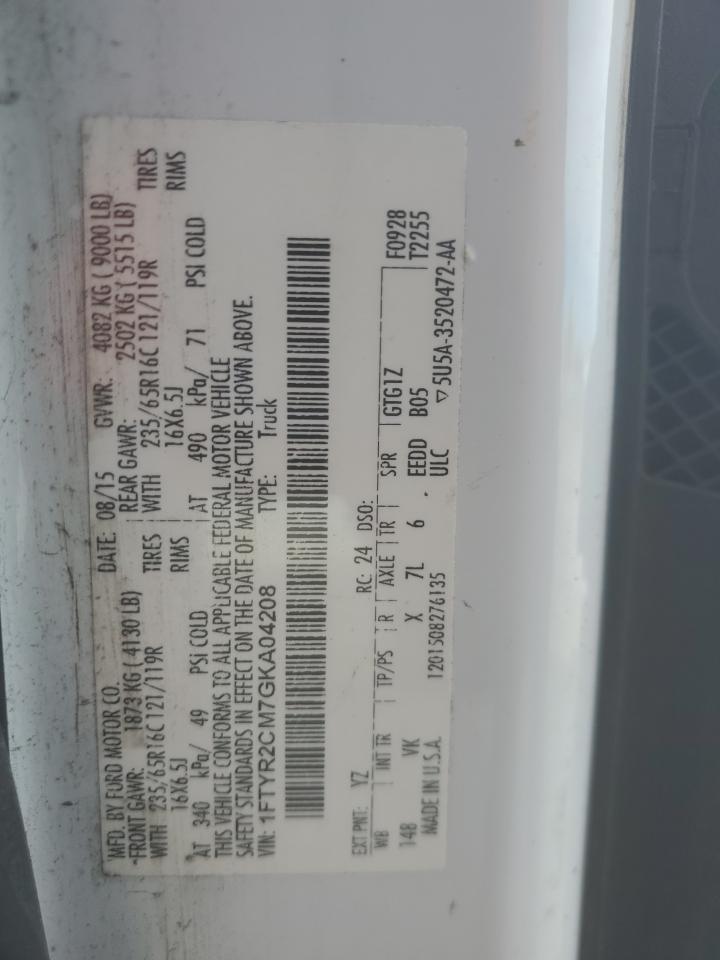 MFD. BY FORD MOTOR CO. DATE: 08/15 GVWR: 4082 KG ( 9000 LB)
-FRONT GAWR: 1873 KG ( 4130 LB) REAR GAWR: 2502 KG ( 5515 LB)
WITH 235/65R16C 121/119R TIRES WITH 235/65R16C 121/119R TIRES
16X6.5J RIMS 16X6.5J RIMS
AT 340 kPa/ 49 PSi COLD AT 490 kPa/ 71 PSI COLD
THIS VEHICLE CONFORMS TO ALL APPLICABLE FEDERAL MOTOR VEHICLE
SAFETY STANDARDS IN EFFECT ON THE DATE OF MANUFACTURE SHOWN ABOVE.
VIN: 1FTYR2CM7GKA04208 TYPE: Truck
EXT PNT: YZ RC: 24 DSO:
WB INT TR TP/PS R AXLE TR SPR GTG1Z F0928
148 VK X 7L 6 . EEDD B05 T2255
MADE IN U.S.A. 1201508276135 ULC ▽5U5A-3520472-AA